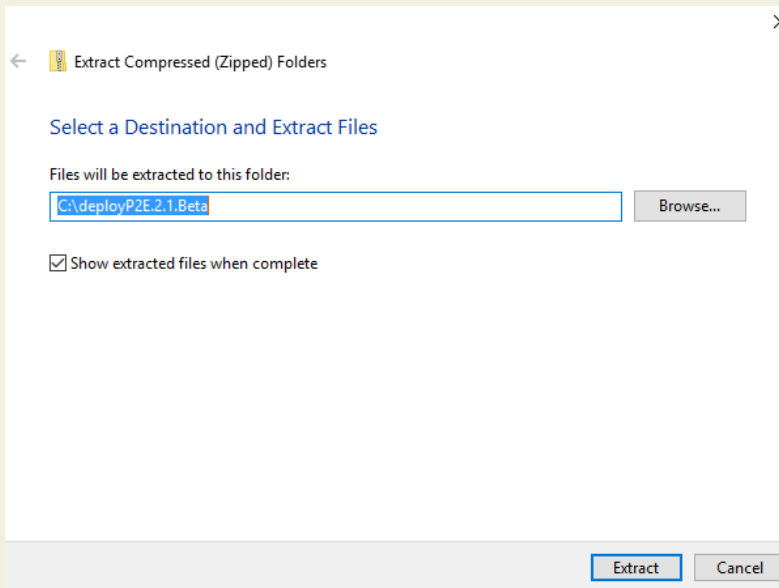 Extract Compressed (Zipped) Folders
Select a Destination and Extract Files
Files will be extracted to this folder:
C:\deployP2E.2.1.Beta
Browse...
Show extracted files when complete
Extract
Cancel